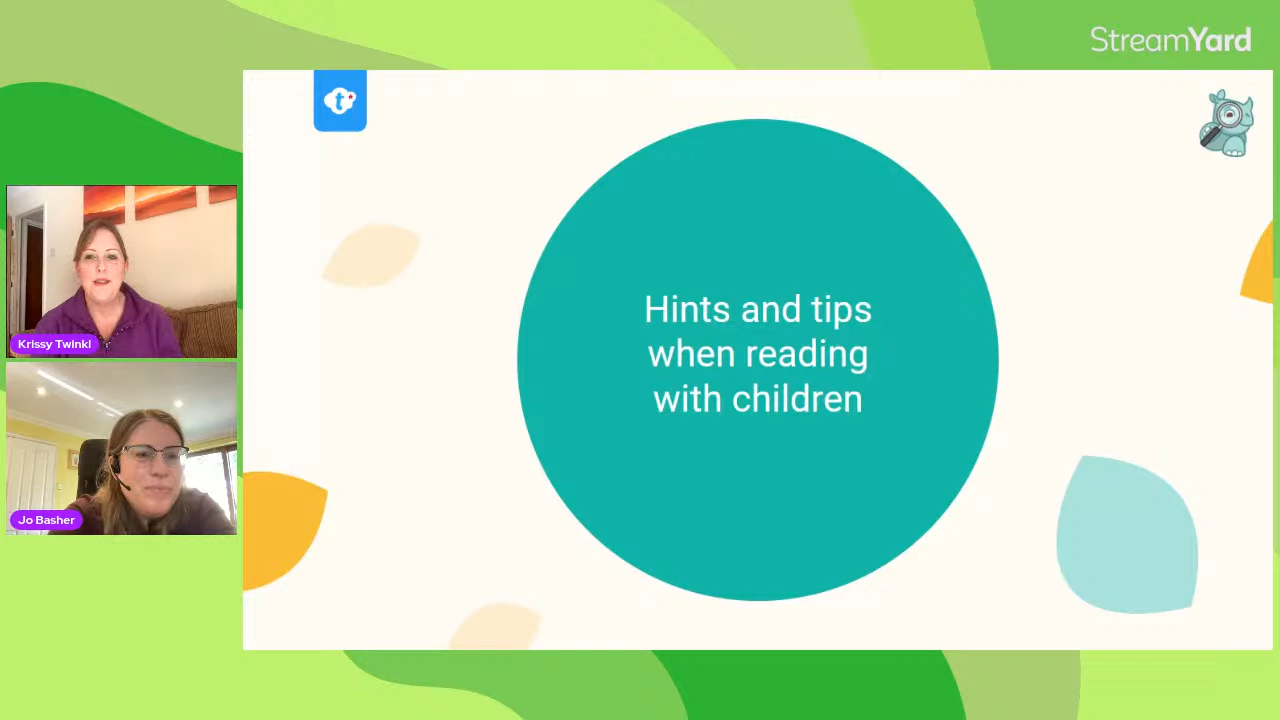 StreamYard
t
Krissy Twinkl
Jo Basher
Hints and tips
when reading
with children